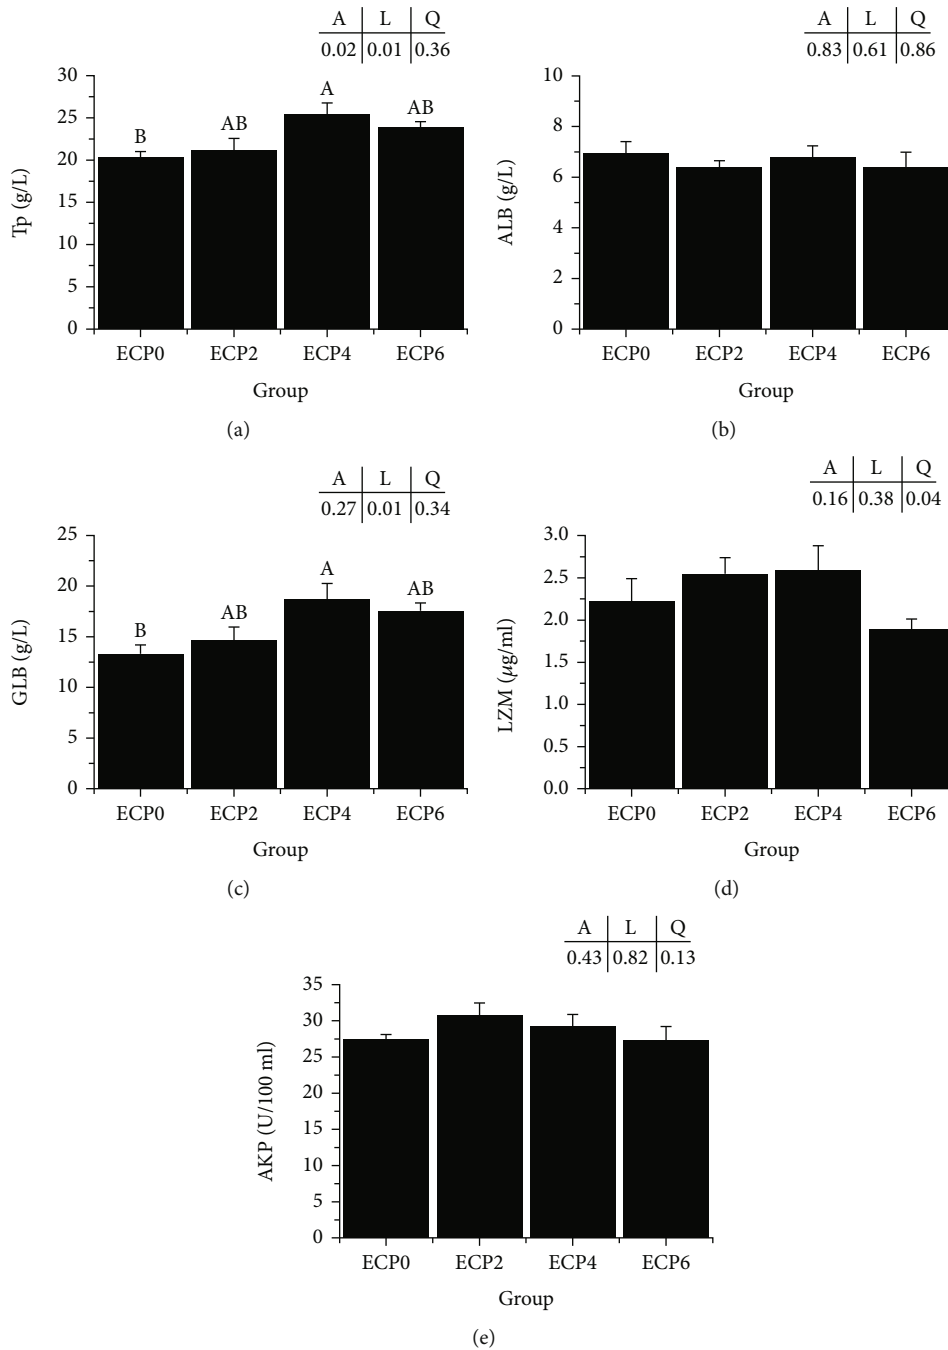 A L Q
0.02 0.01 0.36
30
25
20
15
10
5
0
Tp (g/L)
B AB A AB
ECP0 ECP2 ECP4 ECP6
Group
(a)
A L Q
0.83 0.61 0.86
10
8
6
4
2
0
ALB (g/L)
ECP0 ECP2 ECP4 ECP6
Group
(b)
A L Q
0.27 0.01 0.34
25
20
15
10
5
0
GLB (g/L)
B AB A AB
ECP0 ECP2 ECP4 ECP6
Group
(c)
A L Q
0.16 0.38 0.04
3.0
2.5
2.0
1.5
1.0
0.5
0.0
LZM (μg/ml)
ECP0 ECP2 ECP4 ECP6
Group
(d)
A L Q
0.43 0.82 0.13
35
30
25
20
15
10
5
0
AKP (U/100 ml)
ECP0 ECP2 ECP4 ECP6
Group
(e)